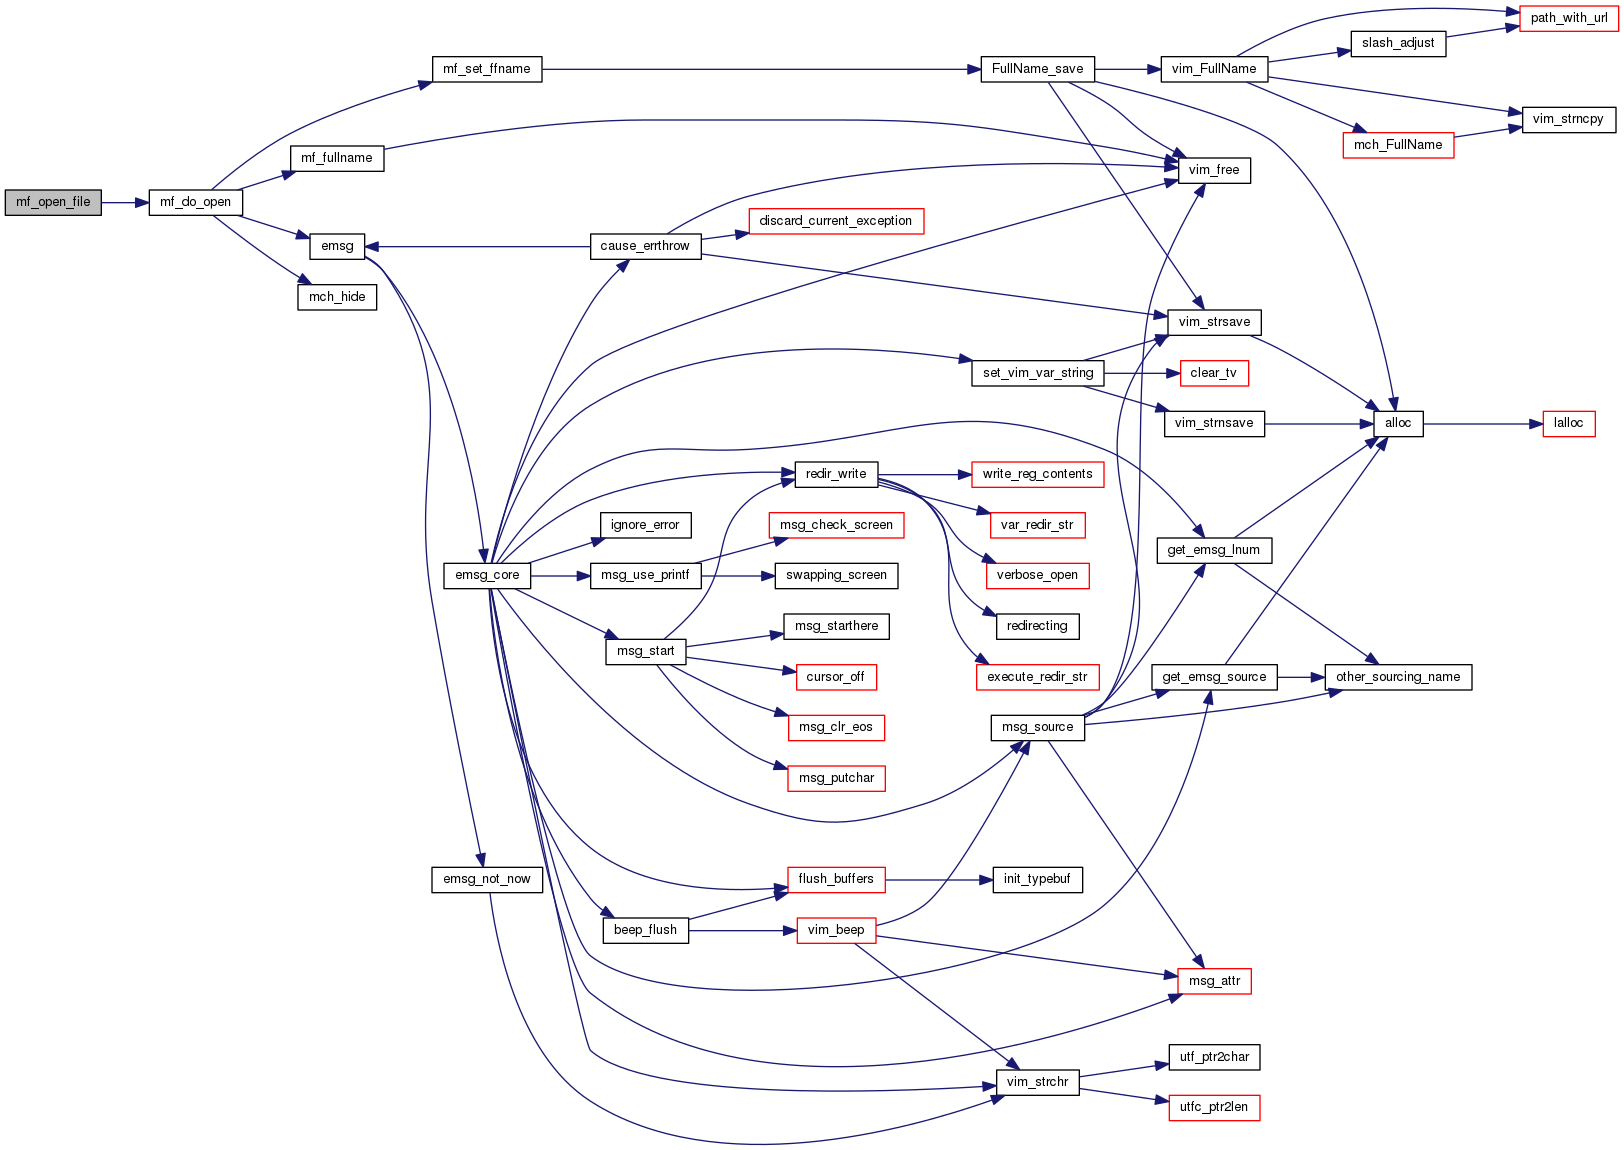 path_with_url
slash_adjust
mf_set_ffname
FullName_save
vim_FullName
vim_strncpy
mch_FullName
mf_fullname
vim_free
mf_open_file
mf_do_open
discard_current_exception
emsg
cause_errthrow
mch_hide
vim_strsave
set_vim_var_string
clear_tv
vim_strnsave
alloc
lalloc
redir_write
write_reg_contents
ignore_error
msg_check_screen
var_redir_str
get_emsg_lnum
emsg_core
msg_use_printf
swapping_screen
verbose_open
msg_starthere
redirecting
msg_start
cursor_off
execute_redir_str
get_emsg_source
other_sourcing_name
msg_clr_eos
msg_source
msg_putchar
emsg_not_now
flush_buffers
init_typebuf
beep_flush
vim_beep
msg_attr
utf_ptr2char
vim_strchr
utfc_ptr2len